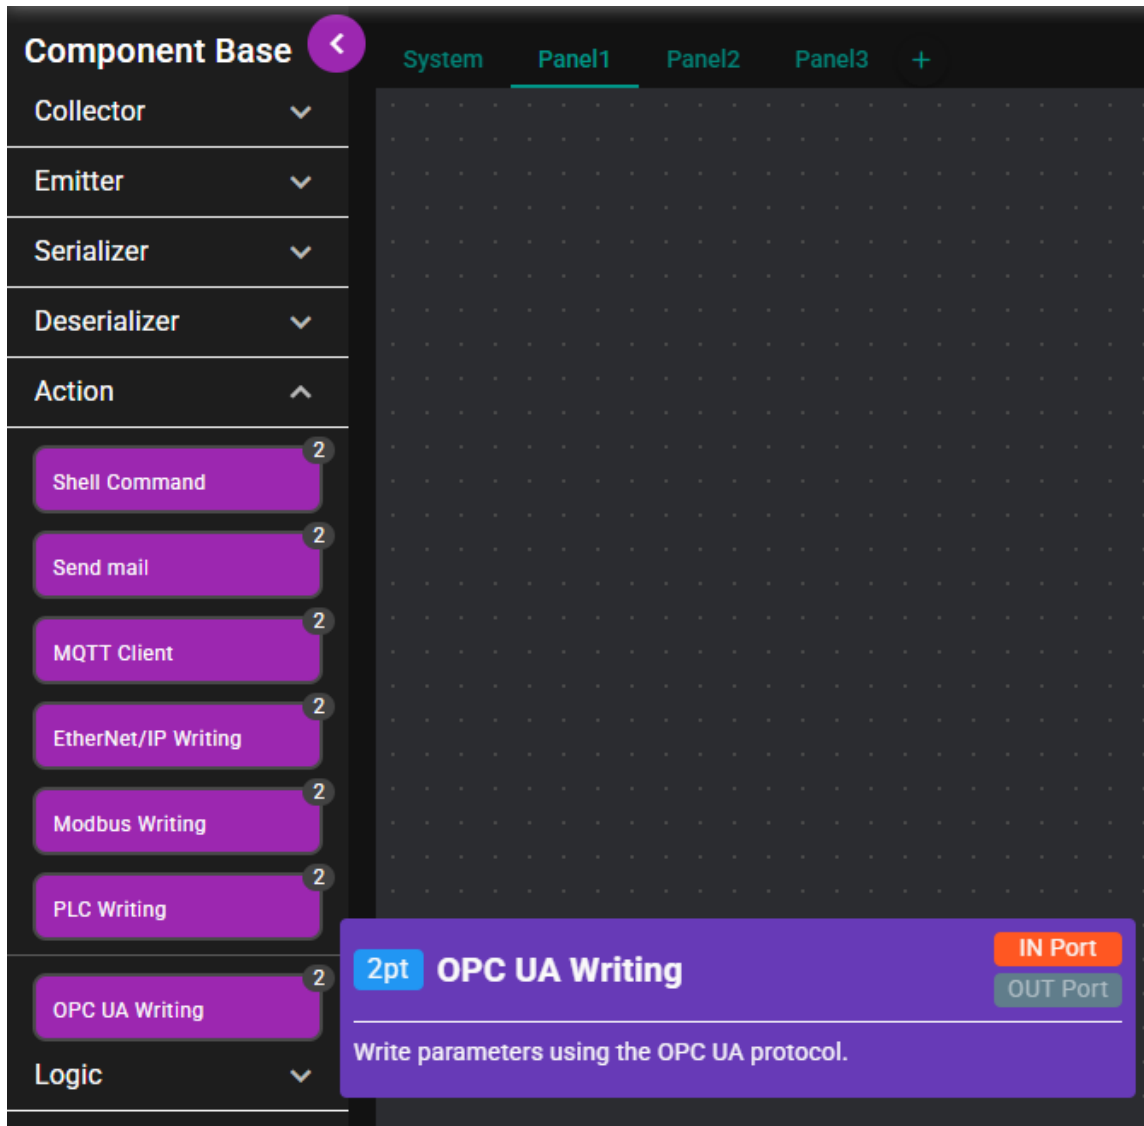 Component Base
System Panel1 Panel2 Panel3 +
Collector
Emitter
Serializer
Deserializer
Action
2
Shell Command
2
Send mail
2
MQTT Client
2
EtherNet/IP Writing
2
Modbus Writing
2
PLC Writing
2
OPC UA Writing
Logic
2pt OPC UA Writing
IN Port
OUT Port
Write parameters using the OPC UA protocol.